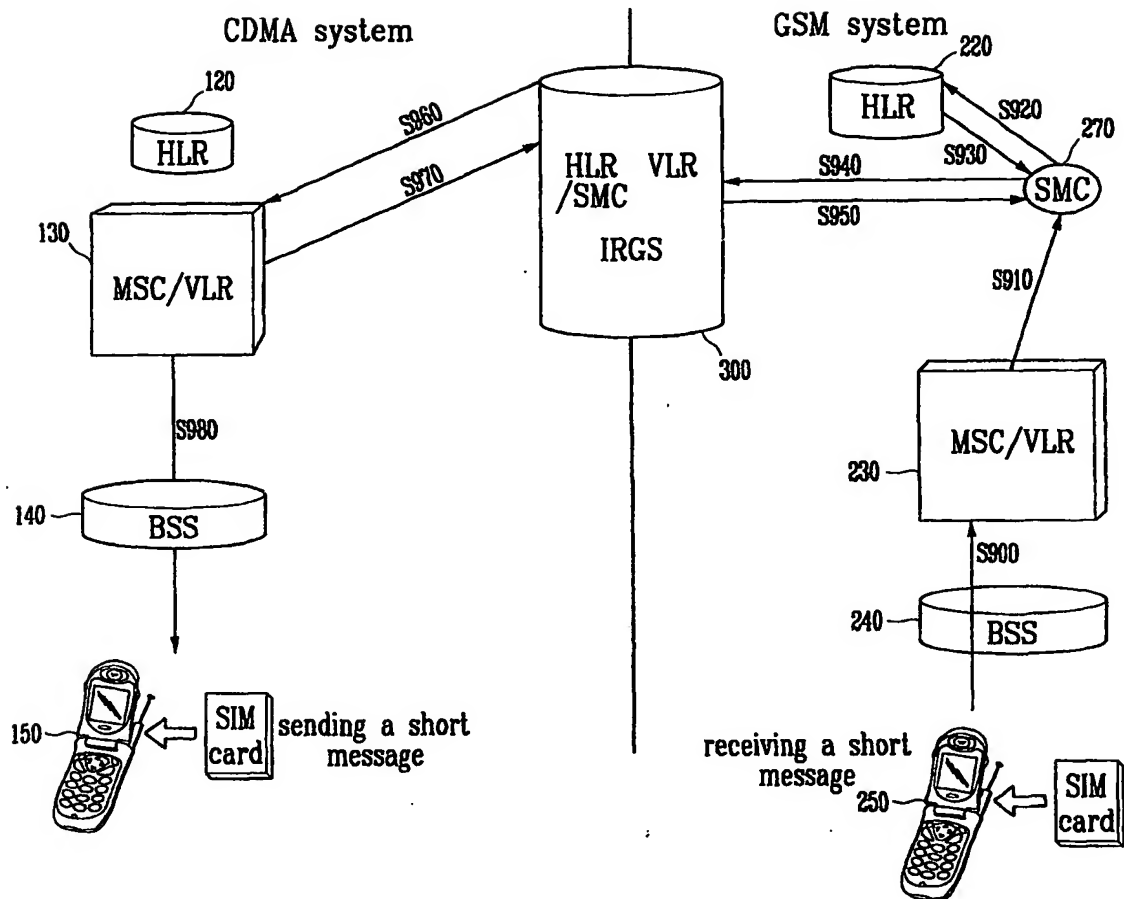 CDMA system
GSM system
120
HLR
S960
S970
130
MSC/VLR
HLR VLR
/SMC
IRGS
300
220
HLR
S920
S930
270
SMC
S940
S950
S910
MSC/VLR
230
S980
140
BSS
S900
240
BSS
150
SIM
card
sending a short
message
receiving a short
message
250
SIM
card